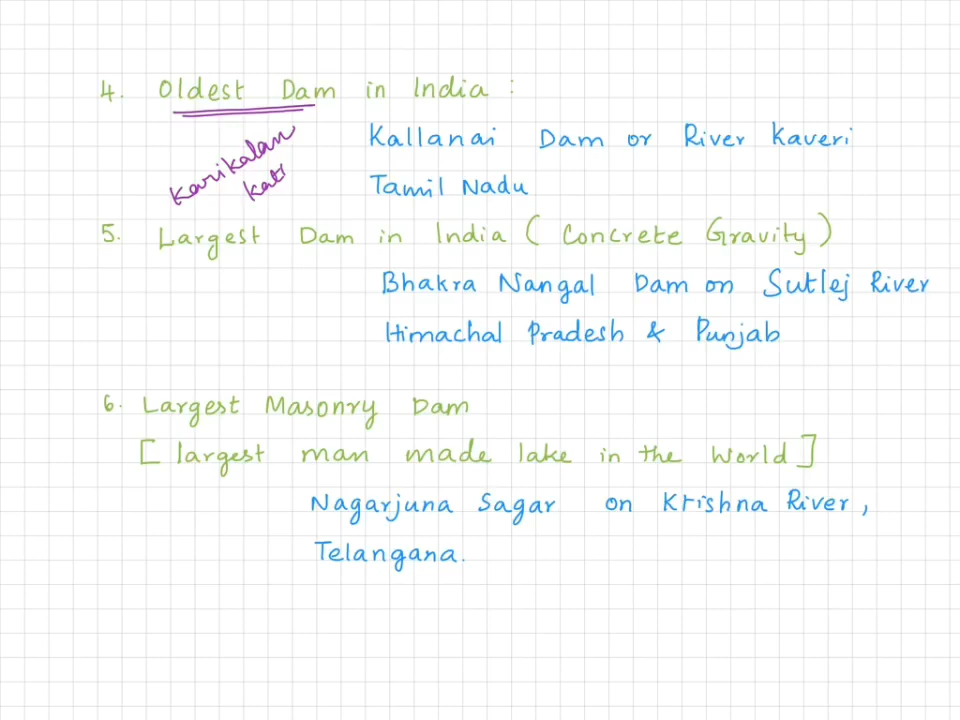 4. Oldest Dam in India :
Kallanai Dam or River Kaveri
Karikalan
Tamil Nadu
5. Largest Dam in India ( Concrete Gravity )
Bhakra Nangal Dam on Sutlej River
Himachal Pradesh & Punjab
6. Largest Masonry Dam
[ largest man made lake in the World ]
Nagarjuna Sagar on Krishna River ,
Telangana.